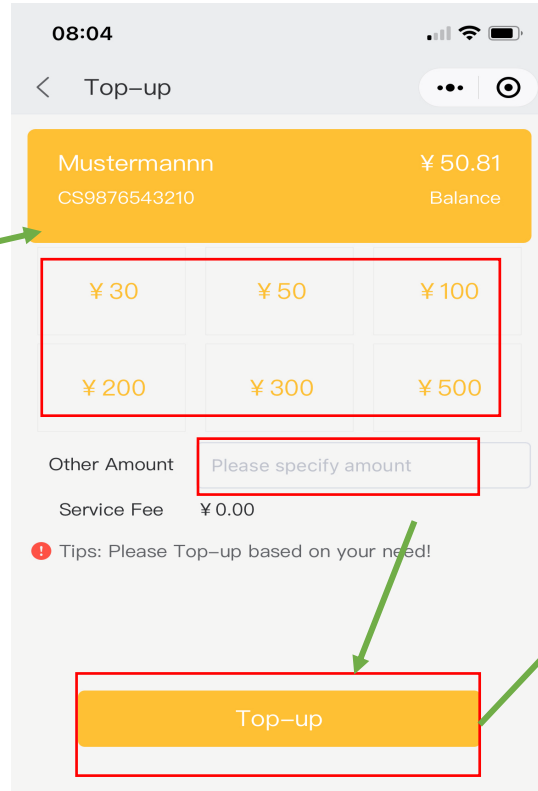 08:04
Top-up
Mustermannn ¥ 50.81
CS9876543210 Balance
¥ 30 ¥ 50 ¥ 100
¥ 200 ¥ 300 ¥ 500
Other Amount Please specify amount
Service Fee ¥ 0.00
! Tips: Please Top-up based on your need!
Top-up